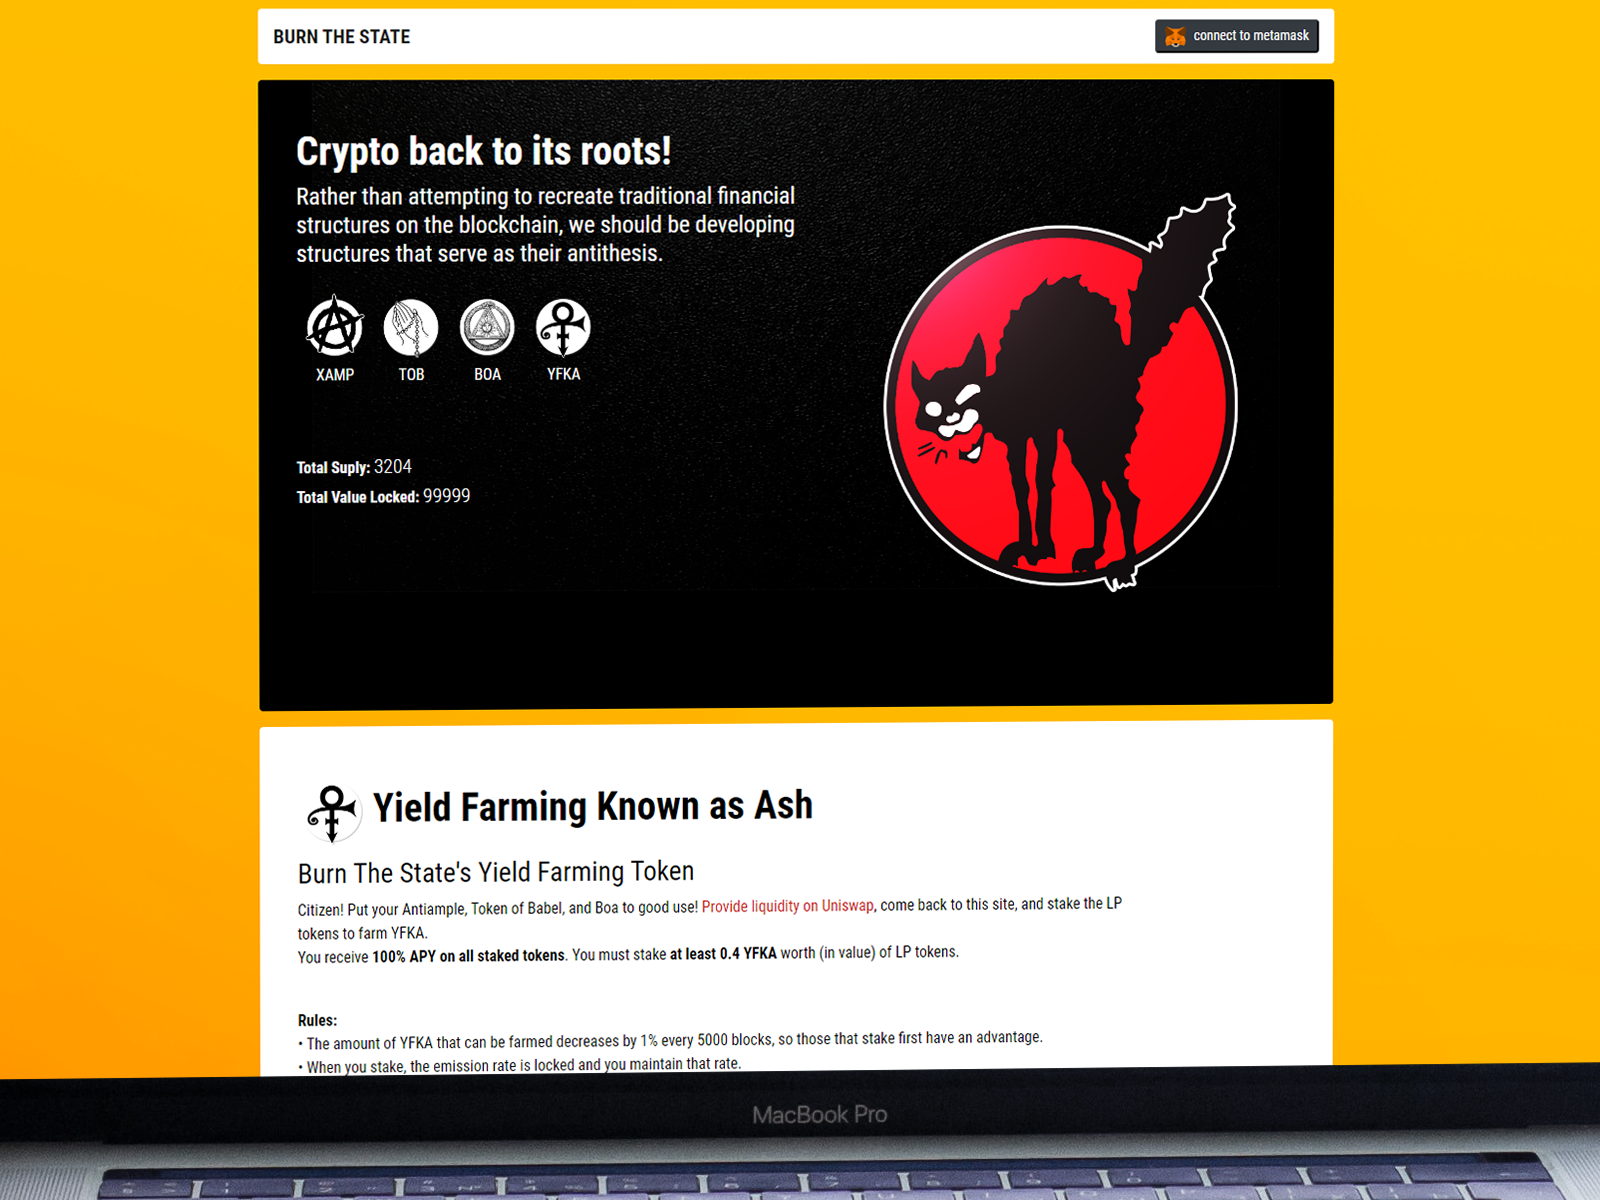 BURN THE STATE
connect to metamask
Crypto back to its roots!
Rather than attempting to recreate traditional financial
structures on the blockchain, we should be developing
structures that serve as their antithesis.
XAMP TOB BOA YFKA
Total Suply: 3204
Total Value Locked: 99999
Yield Farming Known as Ash
Burn The State's Yield Farming Token
Citizen! Put your Antiample, Token of Babel, and Boa to good use! Provide liquidity on Uniswap, come back to this site, and stake the LP
tokens to farm YFKA.
You receive 100% APY on all staked tokens. You must stake at least 0.4 YFKA worth (in value) of LP tokens.
Rules:
• The amount of YFKA that can be farmed decreases by 1% every 5000 blocks, so those that stake first have an advantage.
• When you stake, the emission rate is locked and you maintain that rate.
MacBook Pro